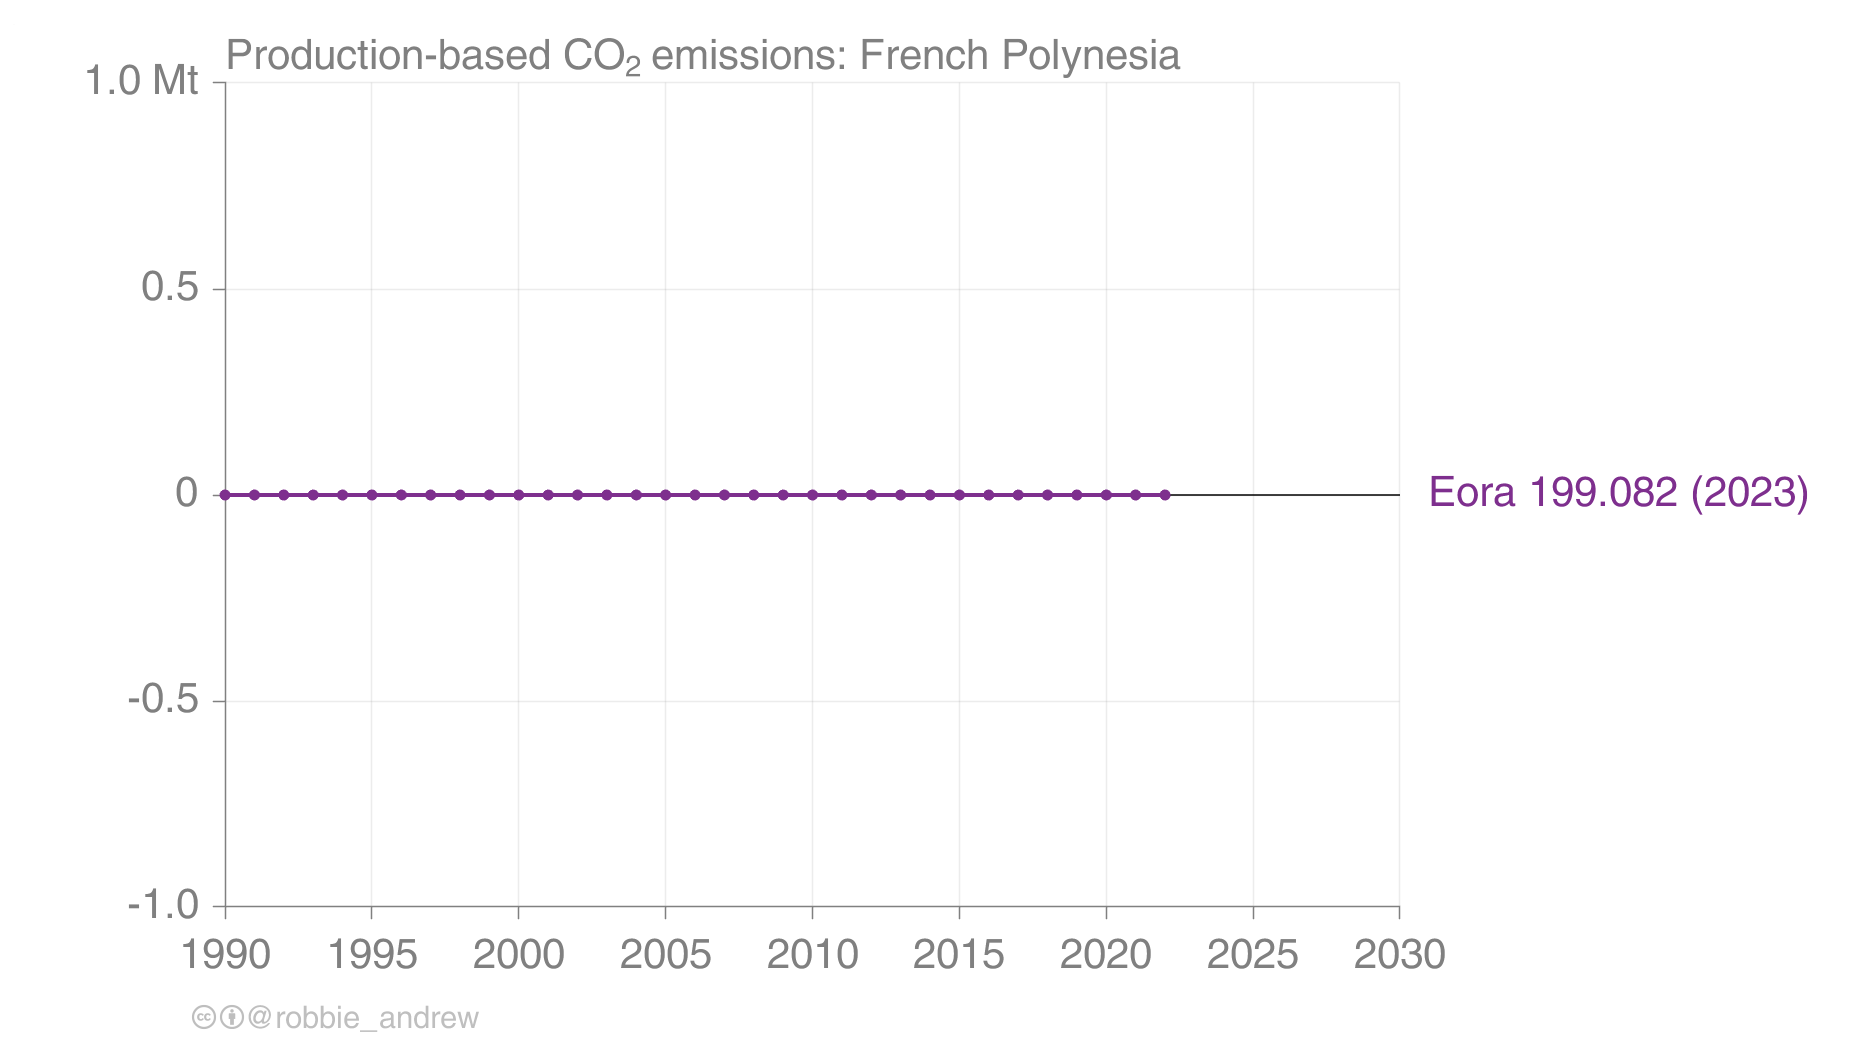 Production-based CO₂ emissions: French Polynesia
1.0 Mt
0.5
0
-0.5
-1.0
Eora 199.082 (2023)
1990 1995 2000 2005 2010 2015 2020 2025 2030
@robbie_andrew